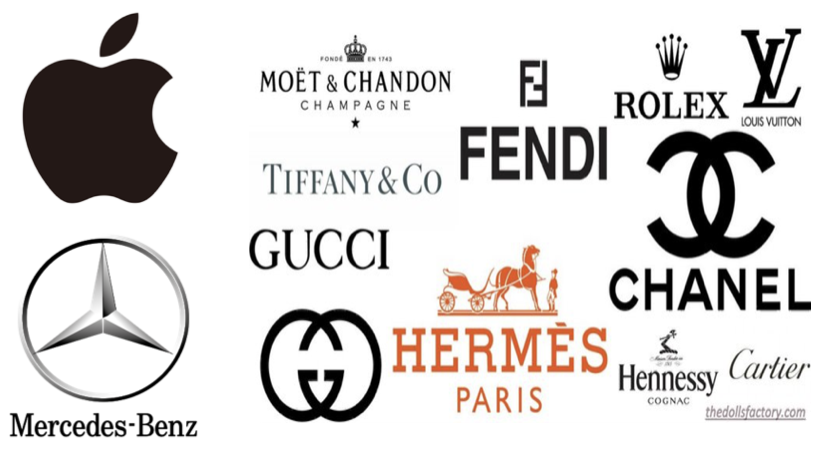 FONDÉ EN 1743
MOËT & CHANDON
CHAMPAGNE
FENDI
ROLEX
LV
LOUIS VUITTON
TIFFANY & CO
GUCCI
CHANEL
HERMÈS
PARIS
Hennessy
COGNAC
Cartier
thedollsfactory.com
Mercedes-Benz